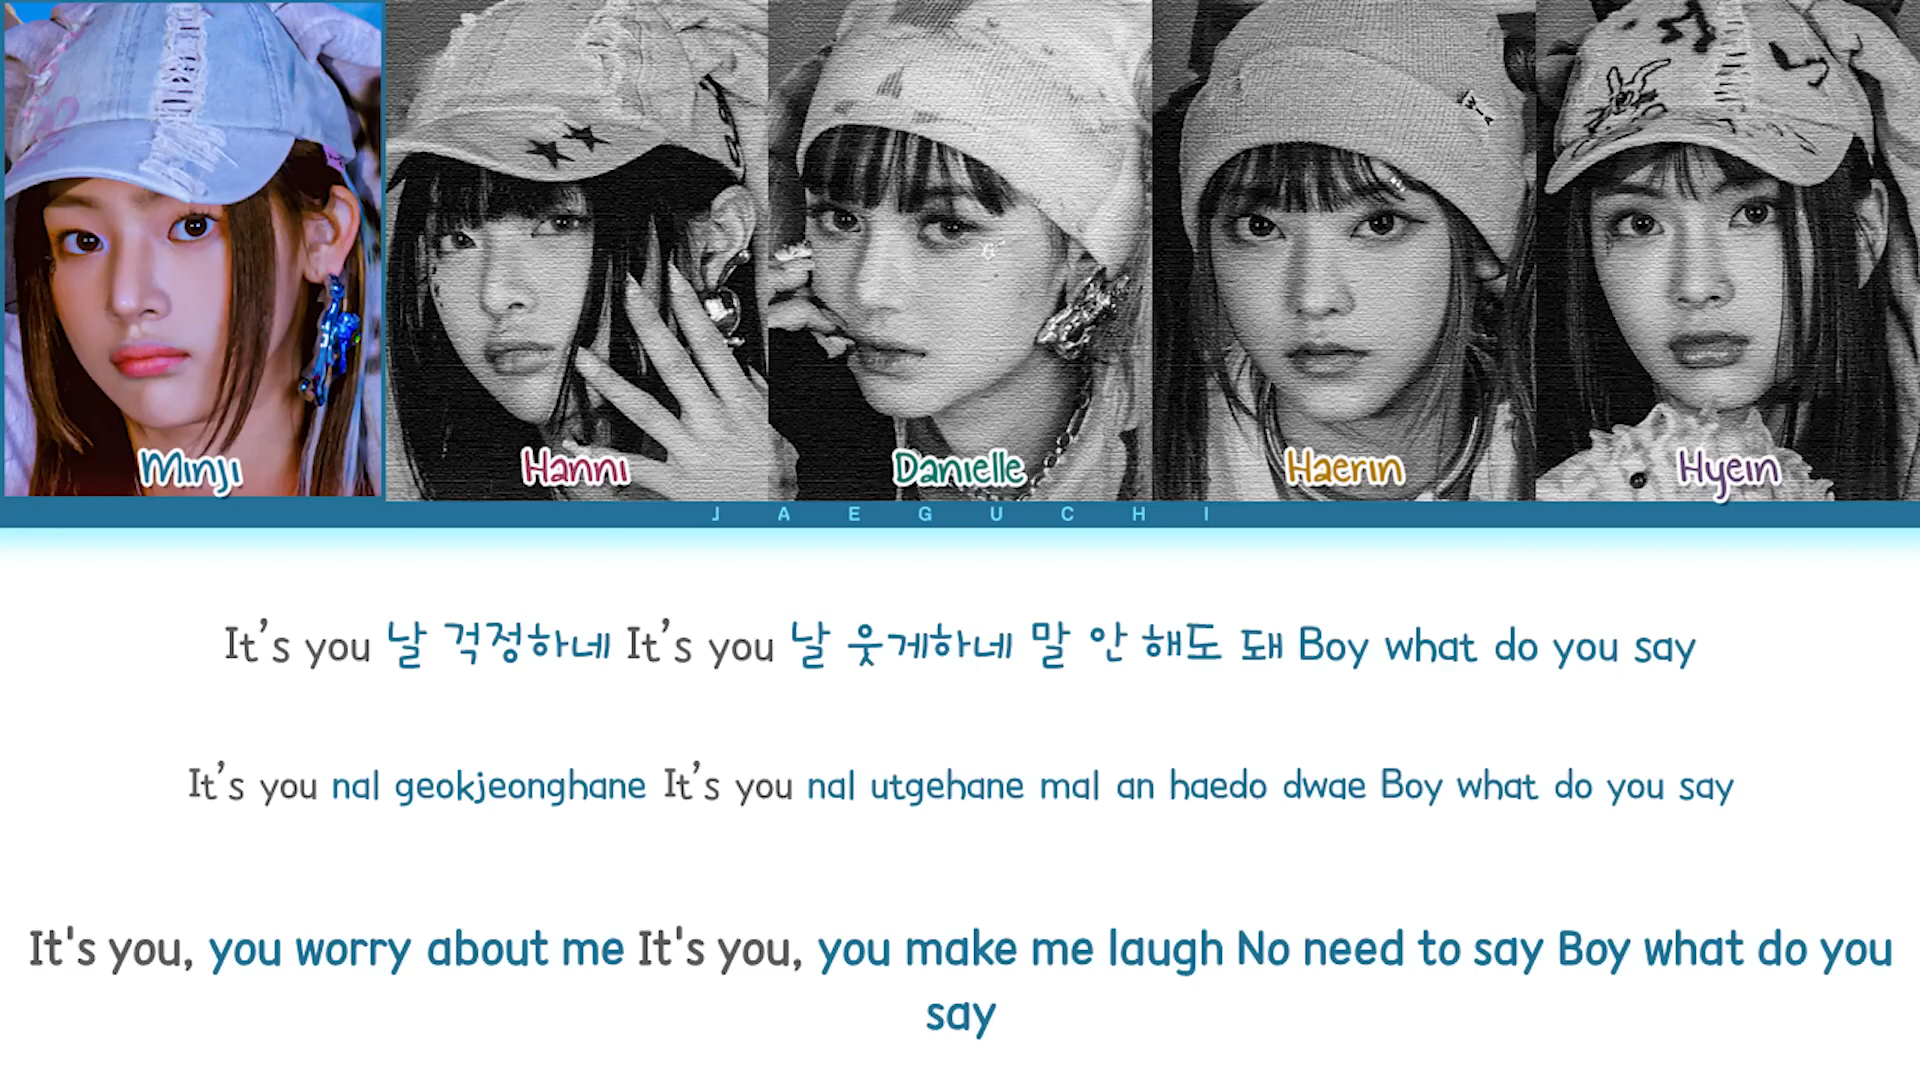 Minji
Hanni
Danielle
Haerin
Hyein
JAEGUCHI
It’s you 날 걱정하네 It’s you 날 웃게하네 말 안 해도 돼 Boy what do you say
It’s you nal geokjeonghane It’s you nal utgehane mal an haedo dwae Boy what do you say
It's you, you worry about me It's you, you make me laugh No need to say Boy what do you
say